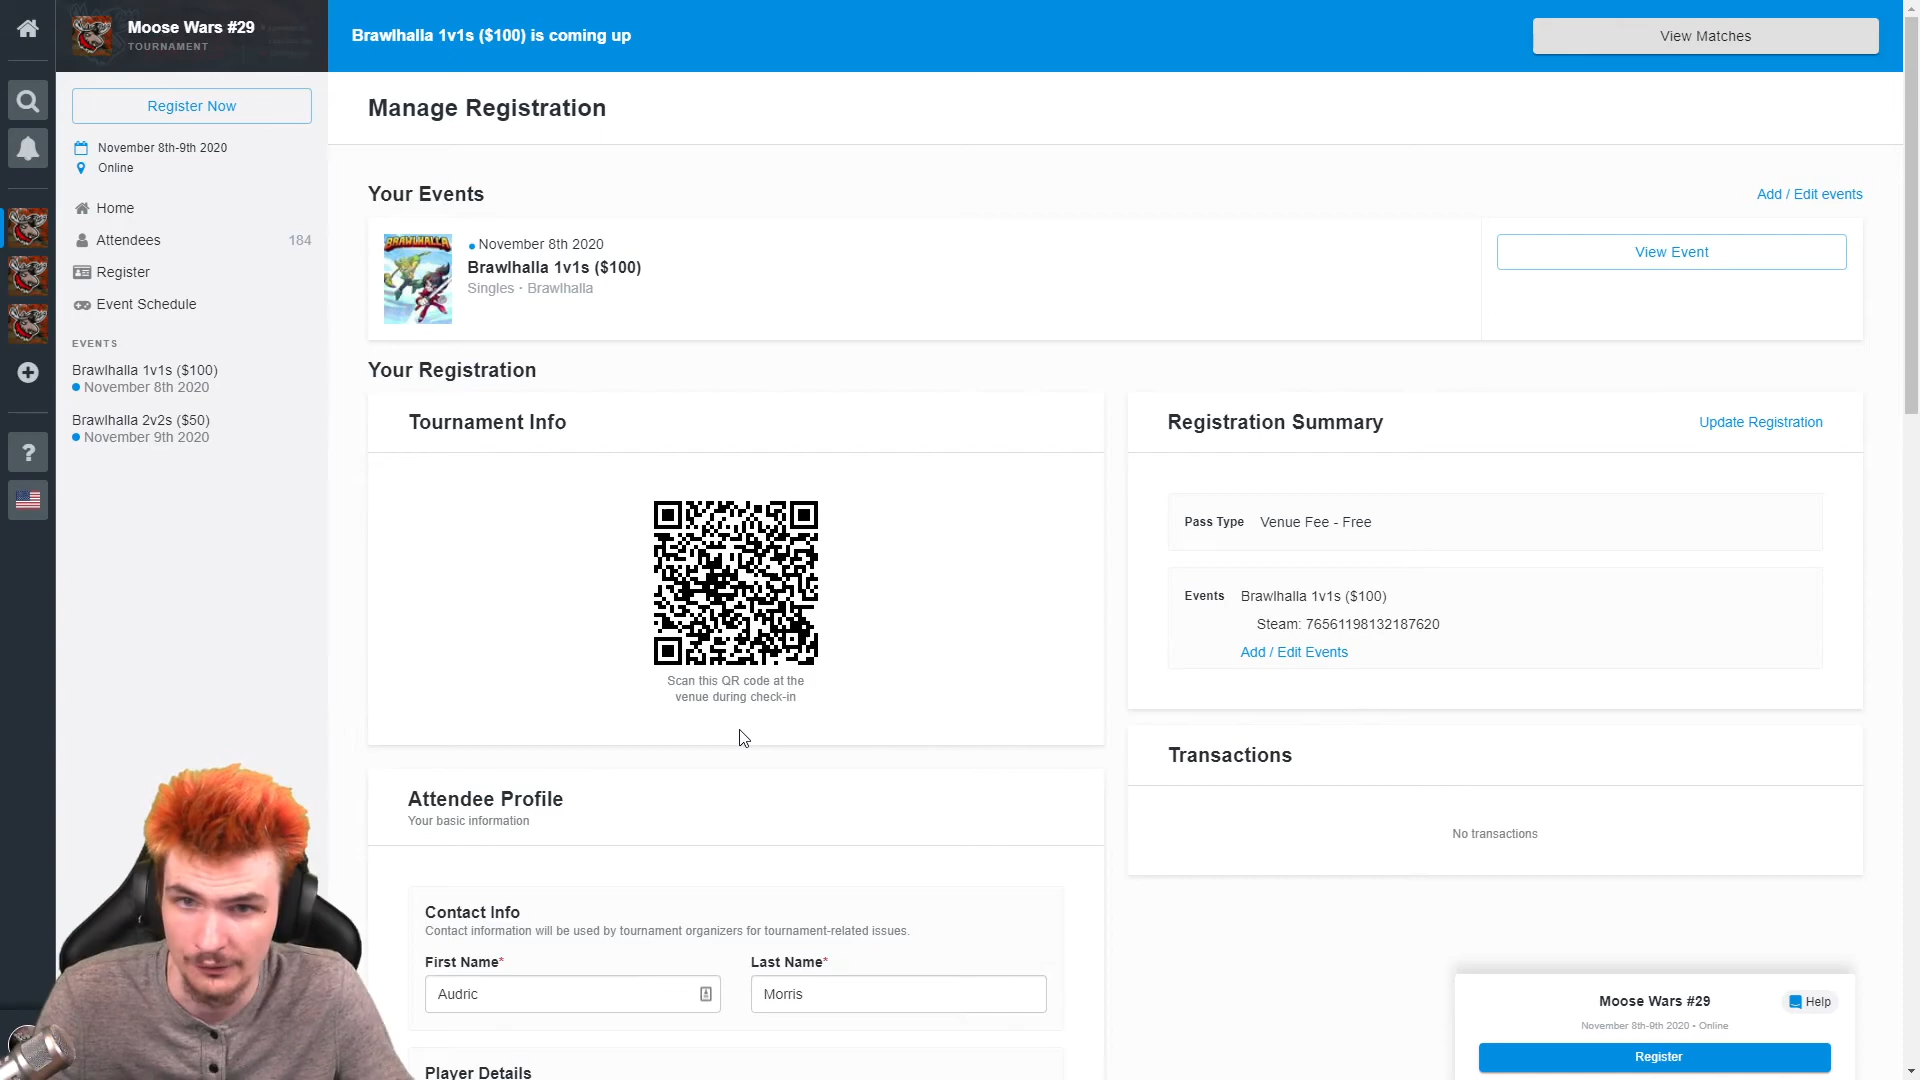 Moose Wars #29
TOURNAMENT
Brawlhalla 1v1s ($100) is coming up
View Matches
Register Now
November 8th-9th 2020
Online
Home
Attendees 184
Register
Event Schedule
EVENTS
Brawlhalla 1v1s ($100)
November 8th 2020
Brawlhalla 2v2s ($50)
November 9th 2020
?
Manage Registration
Your Events
Add / Edit events
BRAWLHALLA
November 8th 2020
Brawlhalla 1v1s ($100)
Singles · Brawlhalla
View Event
Your Registration
Tournament Info
Scan this QR code at the
venue during check-in
Registration Summary
Update Registration
Pass Type Venue Fee - Free
Events Brawlhalla 1v1s ($100)
Steam: 76561198132187620
Add / Edit Events
Transactions
No transactions
Attendee Profile
Your basic information
Contact Info
Contact information will be used by tournament organizers for tournament-related issues.
First Name* Last Name*
Audric Morris
Player Details
Moose Wars #29
Help
November 8th-9th 2020 • Online
Register